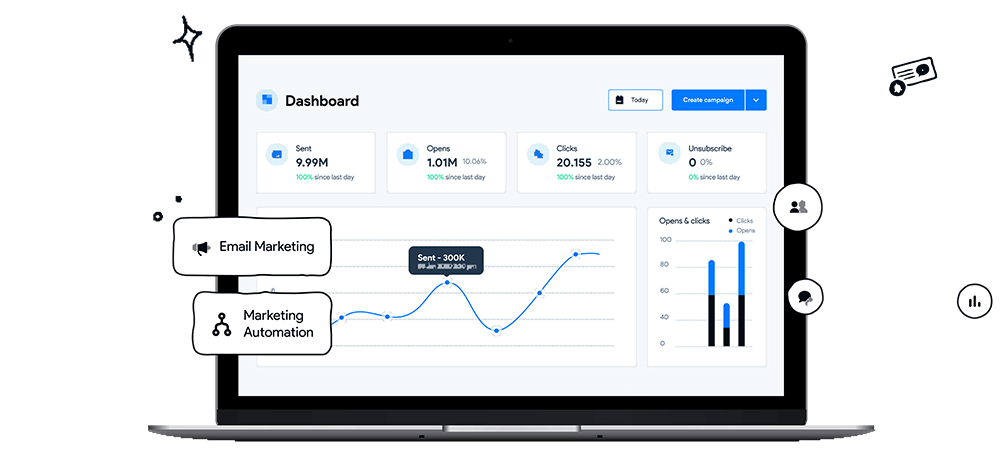 Dashboard
Today
Create campaign
Sent
9.99M
100% since last day
Opens
1.01M 10.06%
100% since last day
Clicks
20.155 2.00%
100% since last day
Unsubscribe
0 0%
0% since last day
Email Marketing
Marketing
Automation
Sent - 300K
Opens & clicks
Clicks
Opens
100
80
60
40
0